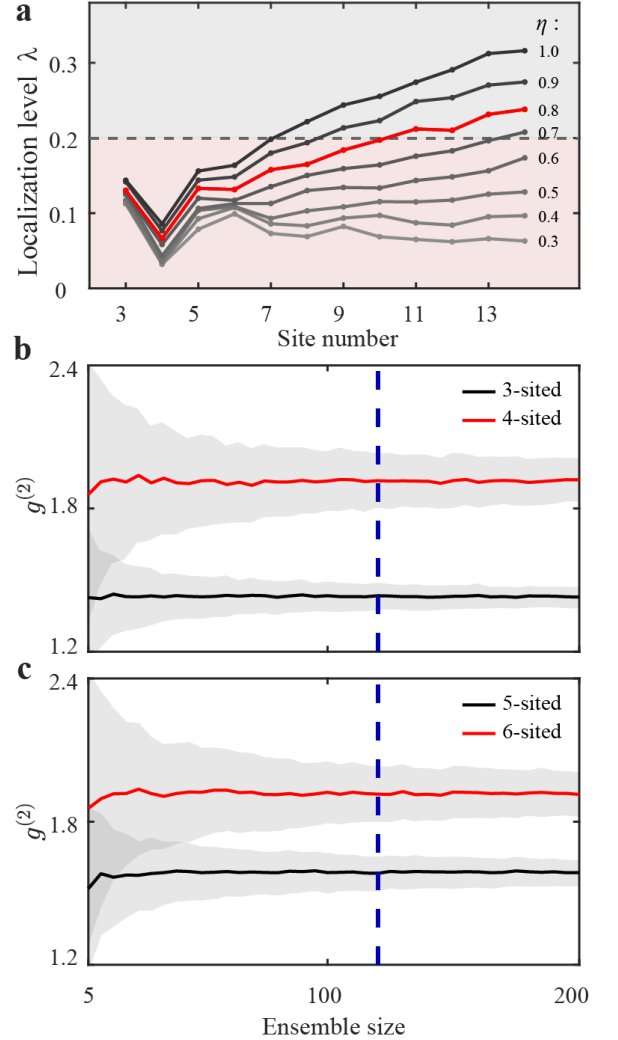 a
η :
1.0
0.9
0.8
0.7
0.6
0.5
0.4
0.3
Localization level λ
0.3
0.2
0.1
0
3 5 7 9 11 13
Site number
b
2.4
1.8
1.2
g^(2)
3-sited
4-sited
c
2.4
1.8
1.2
g^(2)
5-sited
6-sited
5 100 200
Ensemble size